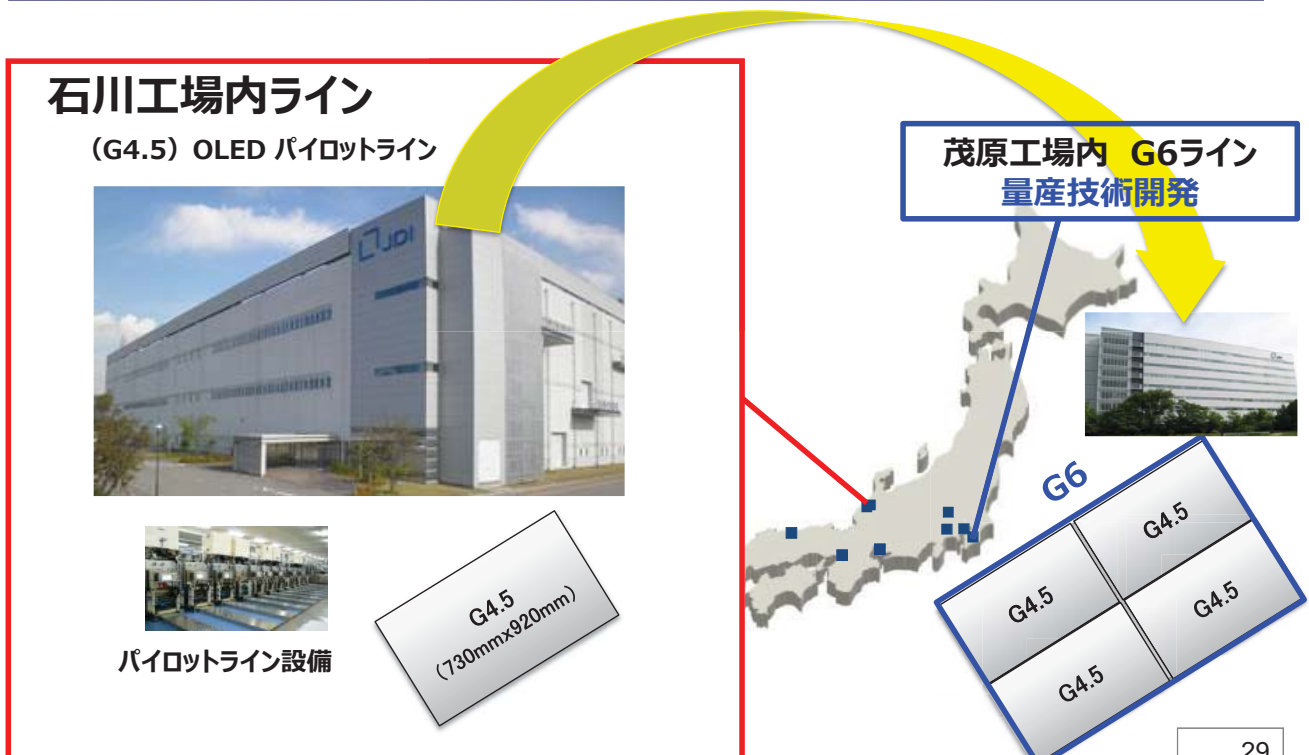 石川工場内ライン
（G4.5）OLED パイロットライン
JDI
パイロットライン設備
G4.5
（730mmx920mm）
茂原工場内 G6ライン
量産技術開発
G6
G4.5
G4.5
G4.5
G4.5
29